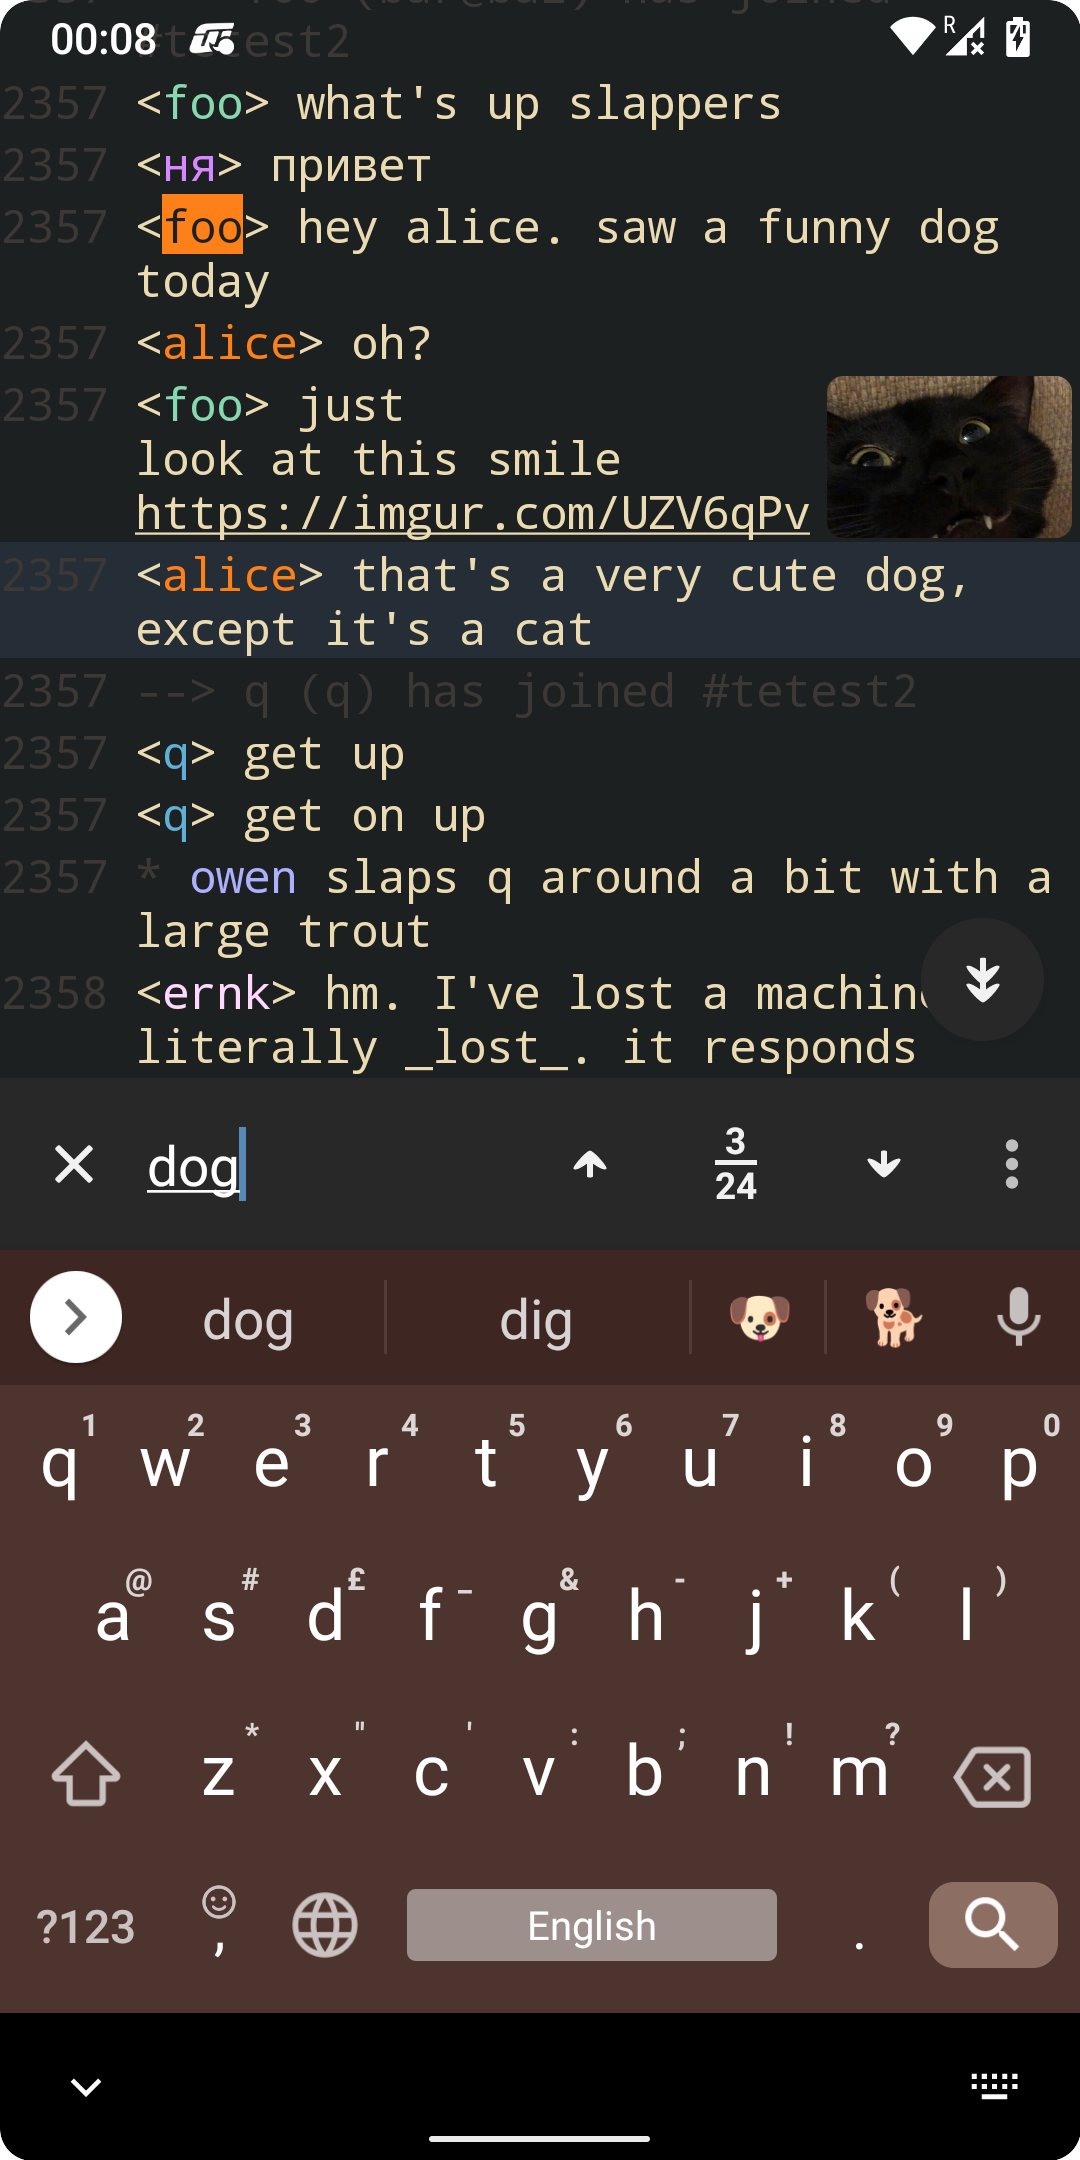 00:08
#tetest2
2357 <foo> what's up slappers
2357 <ня> привет
2357 <foo> hey alice. saw a funny dog
today
2357 <alice> oh?
2357 <foo> just
look at this smile
https://imgur.com/UZV6qPv
2357 <alice> that's a very cute dog,
except it's a cat
2357 --> q (q) has joined #tetest2
2357 <q> get up
2357 <q> get on up
2357 * owen slaps q around a bit with a
large trout
2358 <ernk> hm. I've lost a machin
literally _lost_. it responds
dog
3
24
dog dig
1 2 3 4 5 6 7 8 9 0
q w e r t y u i o p
@ # £ _ & - + ( )
a s d f g h j k l
* " ' : ; ! ?
z x c v b n m
?123 , English .